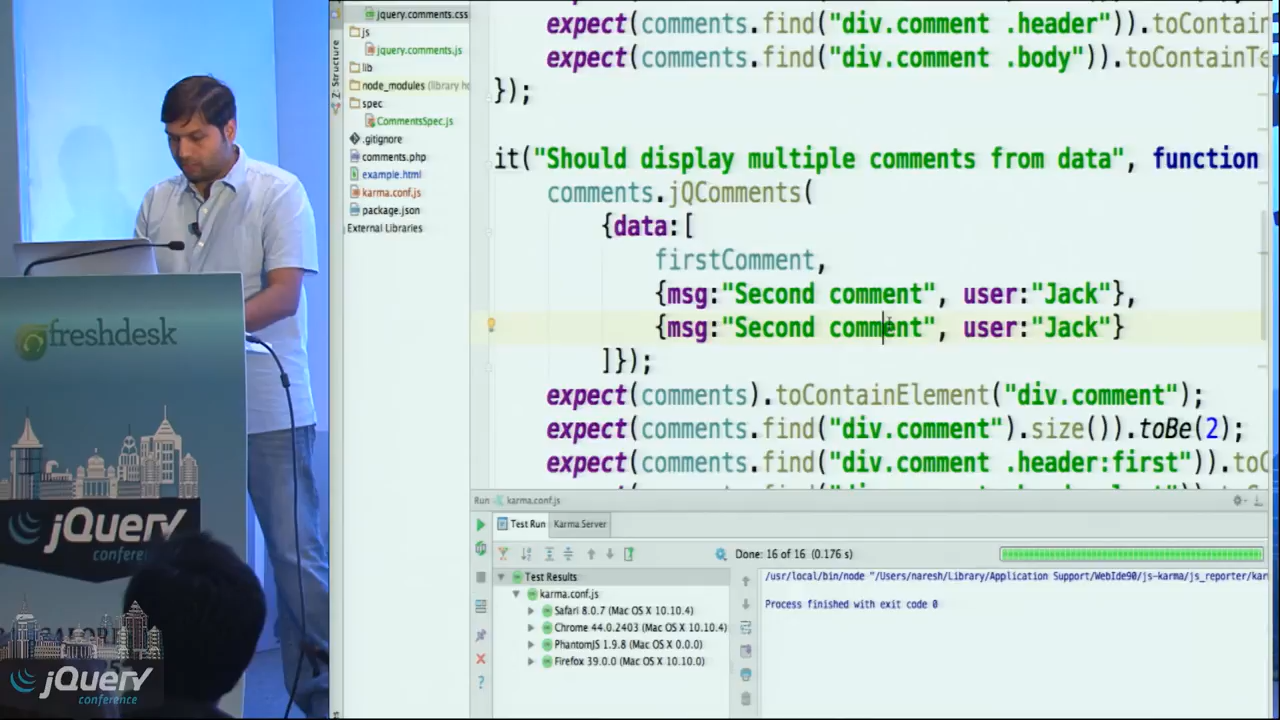 freshdesk
jQuery
conference
jQuery
conference
Z: Structure
jquery.comments.css
js
jquery.comments.js
lib
node_modules (library ho
spec
CommentsSpec.js
.gitignore
comments.php
example.html
karma.conf.js
package.json
External Libraries
expect(comments.find("div.comment .header")).toContain
expect(comments.find("div.comment .body")).toContainTe
});
it("Should display multiple comments from data", function
comments.jQComments(
{data:[
firstComment,
{msg:"Second comment", user:"Jack"},
{msg:"Second comment", user:"Jack"}
]});
expect(comments).toContainElement("div.comment");
expect(comments.find("div.comment").size()).toBe(2);
expect(comments.find("div.comment .header:first")).toC
Run karma.conf.js
Test Run
Karma Server
Done: 16 of 16 (0.176 s)
Test Results
karma.conf.js
Safari 8.0.7 (Mac OS X 10.10.4)
Chrome 44.0.2403 (Mac OS X 10.10.4)
PhantomJS 1.9.8 (Mac OS X 0.0.0)
Firefox 39.0.0 (Mac OS X 10.10.0)
/usr/local/bin/node "/Users/naresh/Library/Application Support/WebIde90/js-karma/js_reporter/kar
Process finished with exit code 0